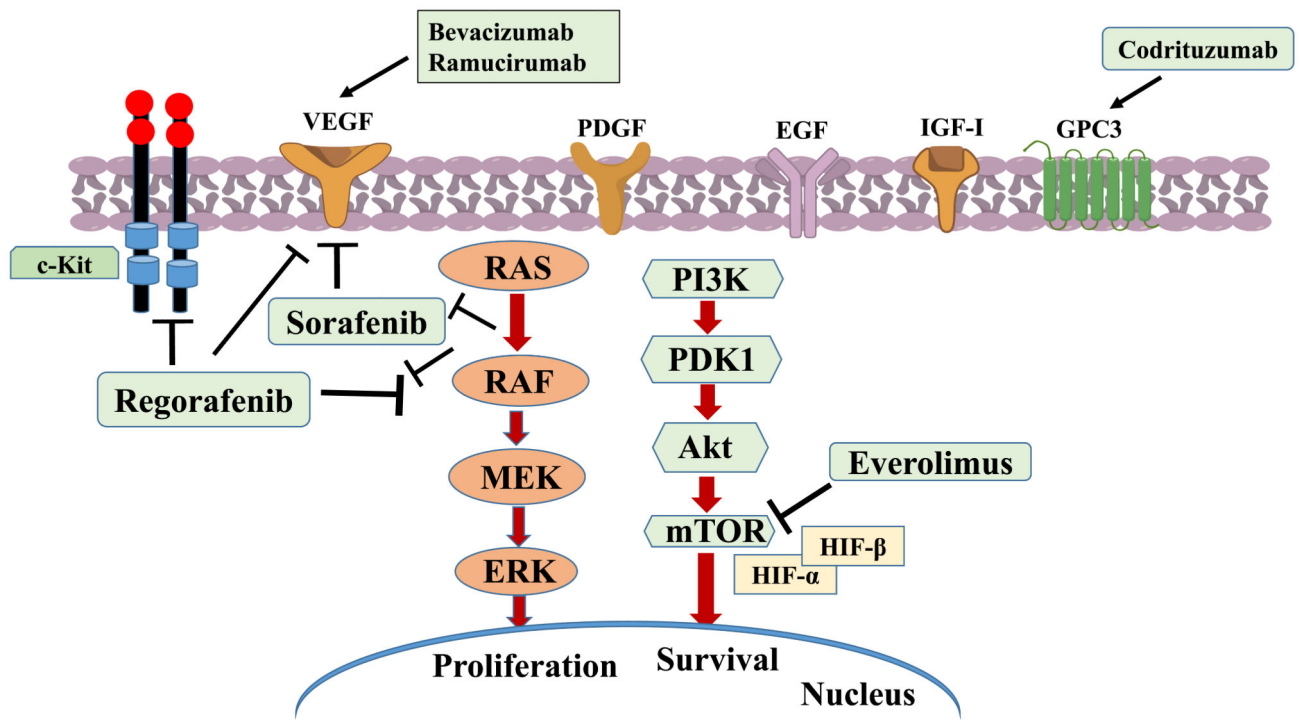 Bevacizumab
Ramucirumab
Codrituzumab
VEGF
PDGF
EGF
IGF-I
GPC3
c-Kit
RAS
PI3K
Sorafenib
PDK1
Regorafenib
RAF
Akt
Everolimus
MEK
mTOR
HIF-β
HIF-α
ERK
Proliferation
Survival
Nucleus